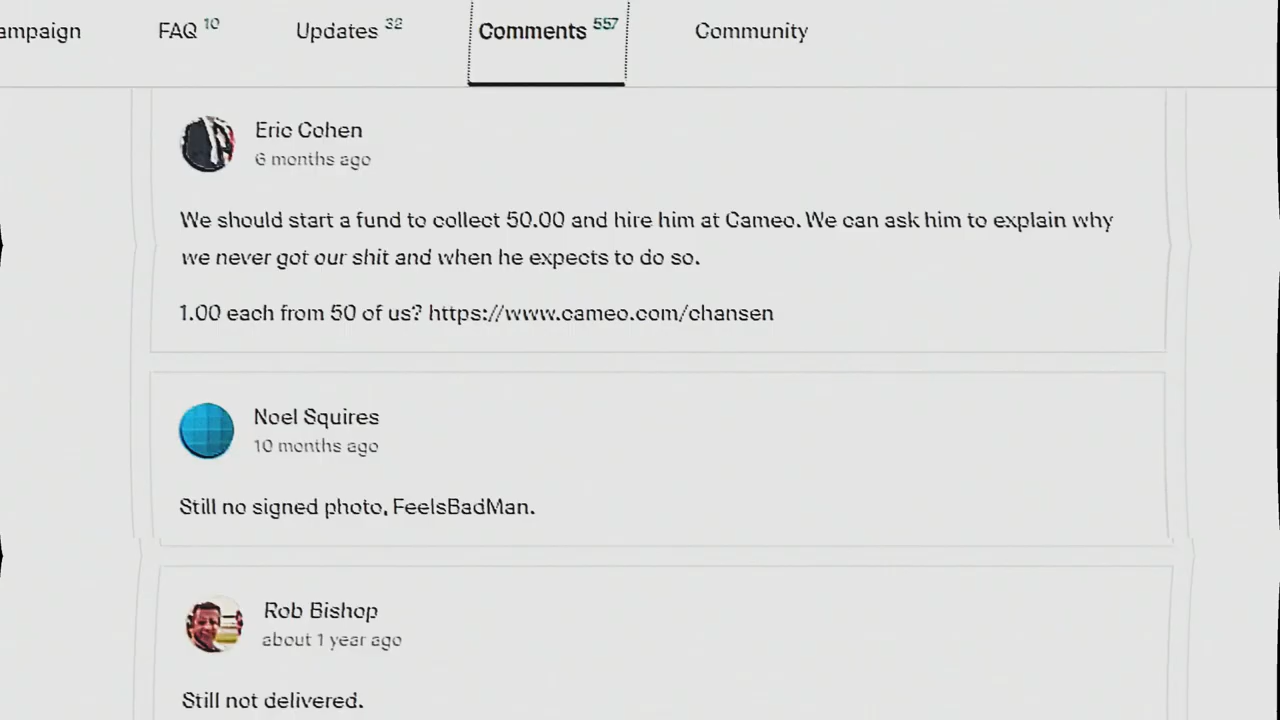 ampaign FAQ 10 Updates 32 Comments 557 Community
Eric Cohen
6 months ago
We should start a fund to collect 50.00 and hire him at Cameo. We can ask him to explain why
we never got our shit and when he expects to do so.
1.00 each from 50 of us? https://www.cameo.com/chansen
Noel Squires
10 months ago
Still no signed photo, FeelsBadMan.
Rob Bishop
about 1 year ago
Still not delivered.